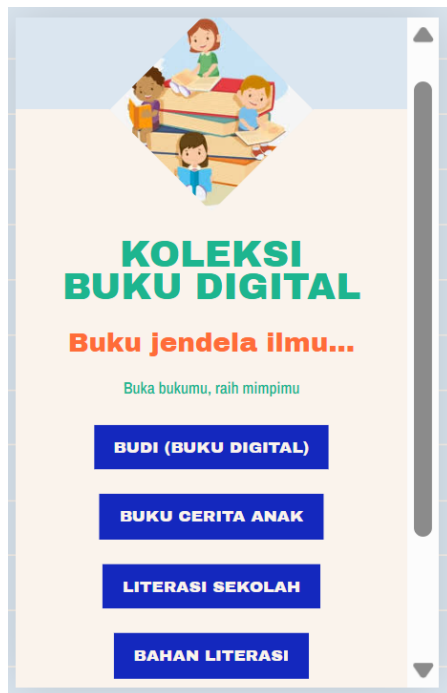 KOLEKSI
BUKU DIGITAL
Buku jendela ilmu...
Buka bukumu, raih mimpimu
BUDI (BUKU DIGITAL)
BUKU CERITA ANAK
LITERASI SEKOLAH
BAHAN LITERASI